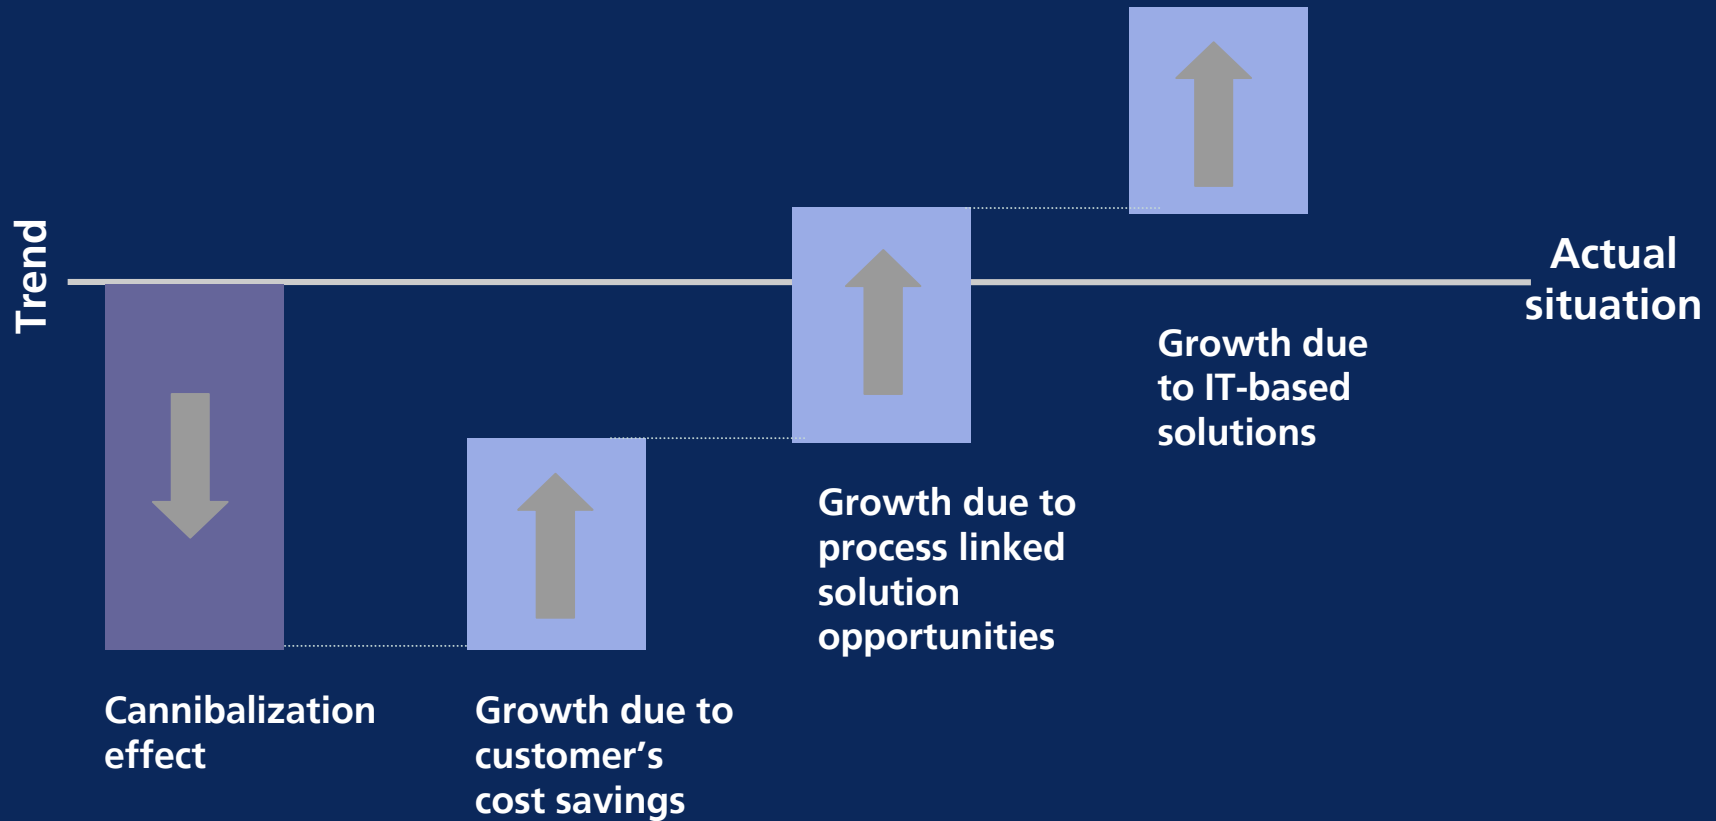 Trend
Actual
situation
Growth due
to IT-based
solutions
Growth due to
process linked
solution
opportunities
Cannibalization
effect
Growth due to
customer’s
cost savings